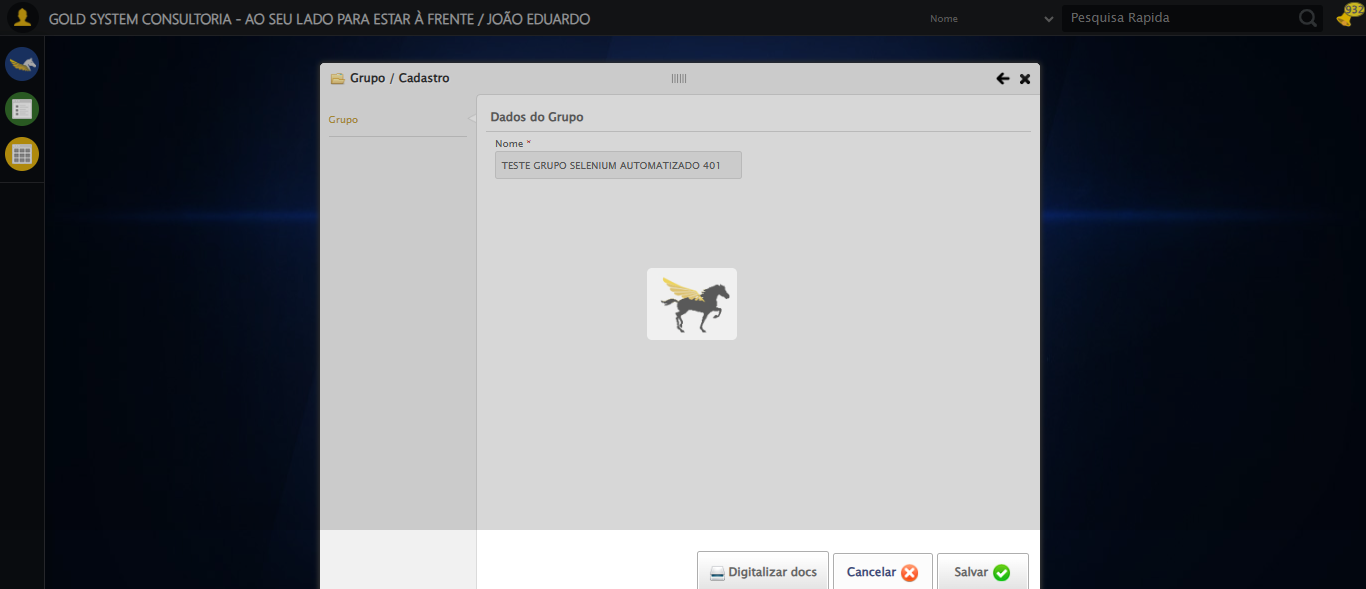 GOLD SYSTEM CONSULTORIA - AO SEU LADO PARA ESTAR À FRENTE / JOÃO EDUARDO
Nome
Pesquisa Rapida
932
Grupo / Cadastro
Grupo
Dados do Grupo
Nome *
TESTE GRUPO SELENIUM AUTOMATIZADO 401
Digitalizar docs
Cancelar
Salvar